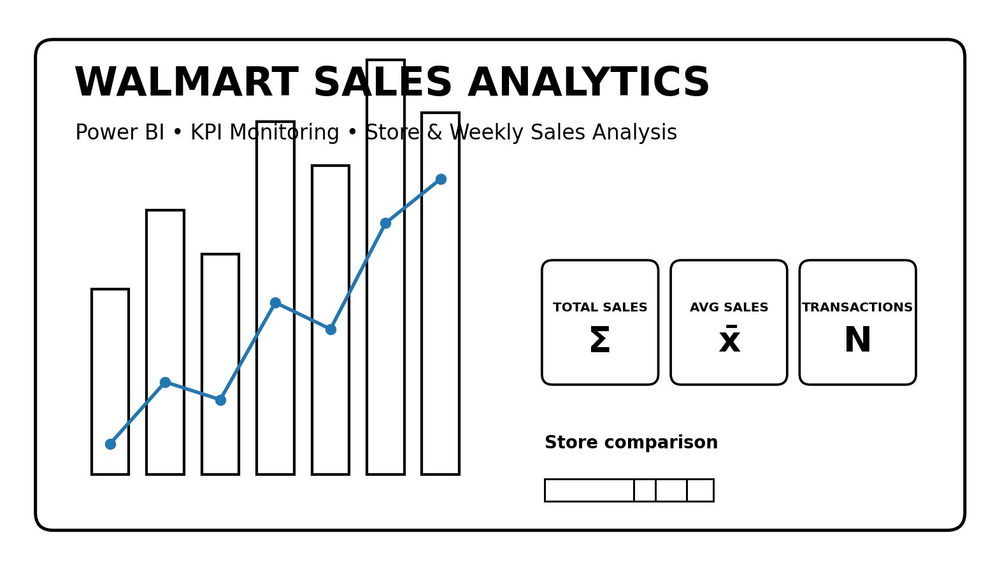 WALMART SALES ANALYTICS
Power BI • KPI Monitoring • Store & Weekly Sales Analysis
TOTAL SALES
Σ
AVG SALES
x̄
TRANSACTIONS
N
Store comparison